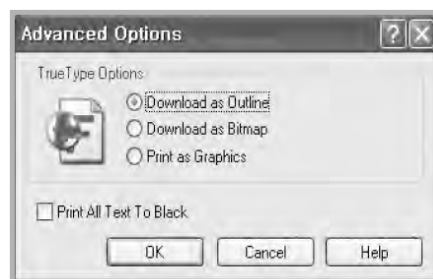 Advanced Options
TrueType Options
Download as Outline
Download as Bitmap
Print as Graphics
Print All Text To Black
OK Cancel Help